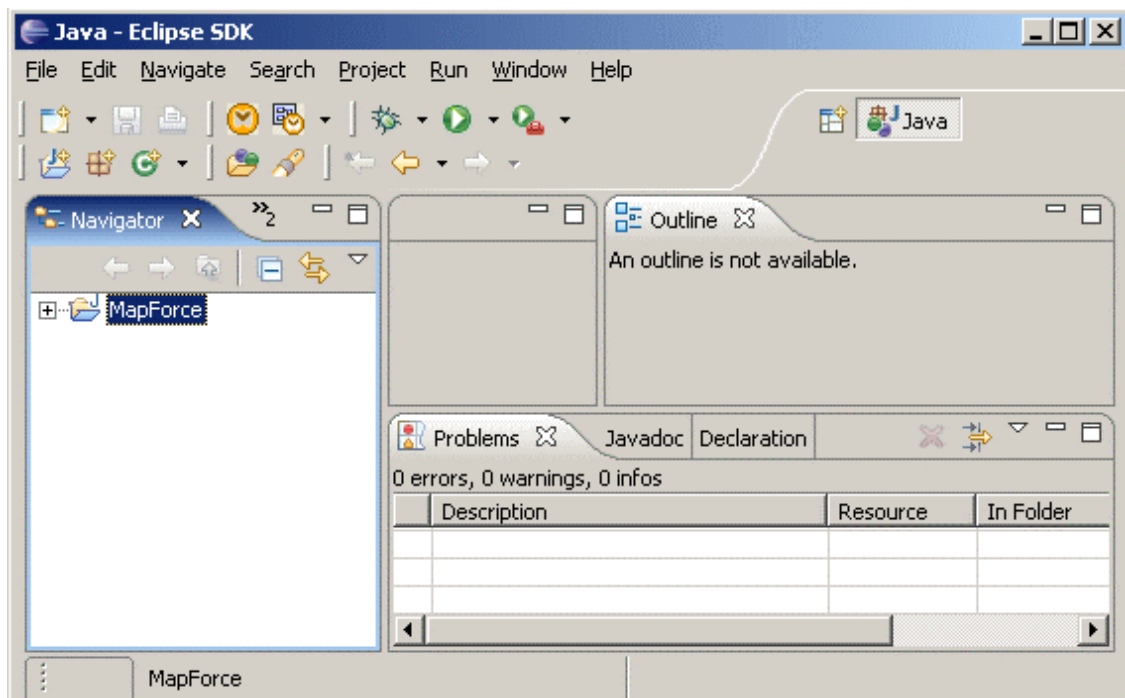 Java - Eclipse SDK
File Edit Navigate Search Project Run Window Help
Java
Navigator »2
Outline
An outline is not available.
MapForce
Problems Javadoc Declaration
0 errors, 0 warnings, 0 infos
Description Resource In Folder
MapForce